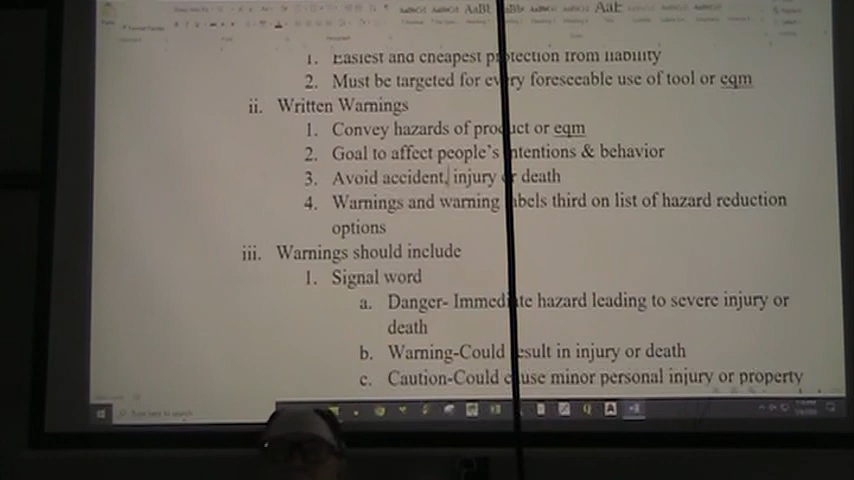 1. Easiest and cheapest protection from liability
2. Must be targeted for every foreseeable use of tool or eqm
ii. Written Warnings
1. Convey hazards of product or eqm
2. Goal to affect people's intentions & behavior
3. Avoid accident, injury or death
4. Warnings and warning labels third on list of hazard reduction
options
iii. Warnings should include
1. Signal word
a. Danger- Immediate hazard leading to severe injury or
death
b. Warning-Could result in injury or death
c. Caution-Could cause minor personal injury or property
Type here to search